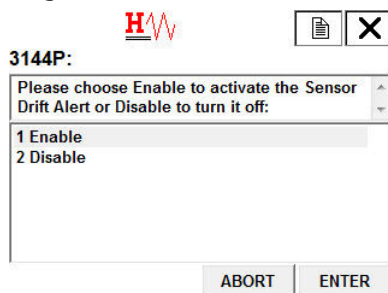 H
3144P:
Please choose Enable to activate the Sensor
Drift Alert or Disable to turn it off:
1 Enable
2 Disable
ABORT ENTER